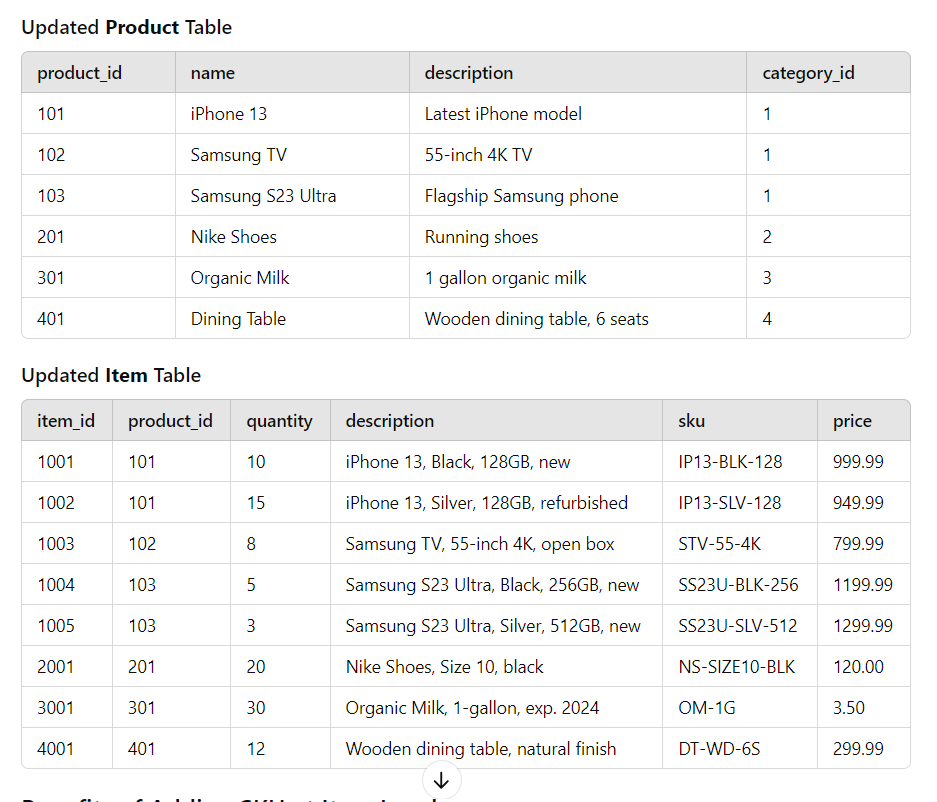 Updated Product Table
product_id name description category_id
101 iPhone 13 Latest iPhone model 1
102 Samsung TV 55-inch 4K TV 1
103 Samsung S23 Ultra Flagship Samsung phone 1
201 Nike Shoes Running shoes 2
301 Organic Milk 1 gallon organic milk 3
401 Dining Table Wooden dining table, 6 seats 4
Updated Item Table
item_id product_id quantity description sku price
1001 101 10 iPhone 13, Black, 128GB, new IP13-BLK-128 999.99
1002 101 15 iPhone 13, Silver, 128GB, refurbished IP13-SLV-128 949.99
1003 102 8 Samsung TV, 55-inch 4K, open box STV-55-4K 799.99
1004 103 5 Samsung S23 Ultra, Black, 256GB, new SS23U-BLK-256 1199.99
1005 103 3 Samsung S23 Ultra, Silver, 512GB, new SS23U-SLV-512 1299.99
2001 201 20 Nike Shoes, Size 10, black NS-SIZE10-BLK 120.00
3001 301 30 Organic Milk, 1-gallon, exp. 2024 OM-1G 3.50
4001 401 12 Wooden dining table, natural finish DT-WD-6S 299.99